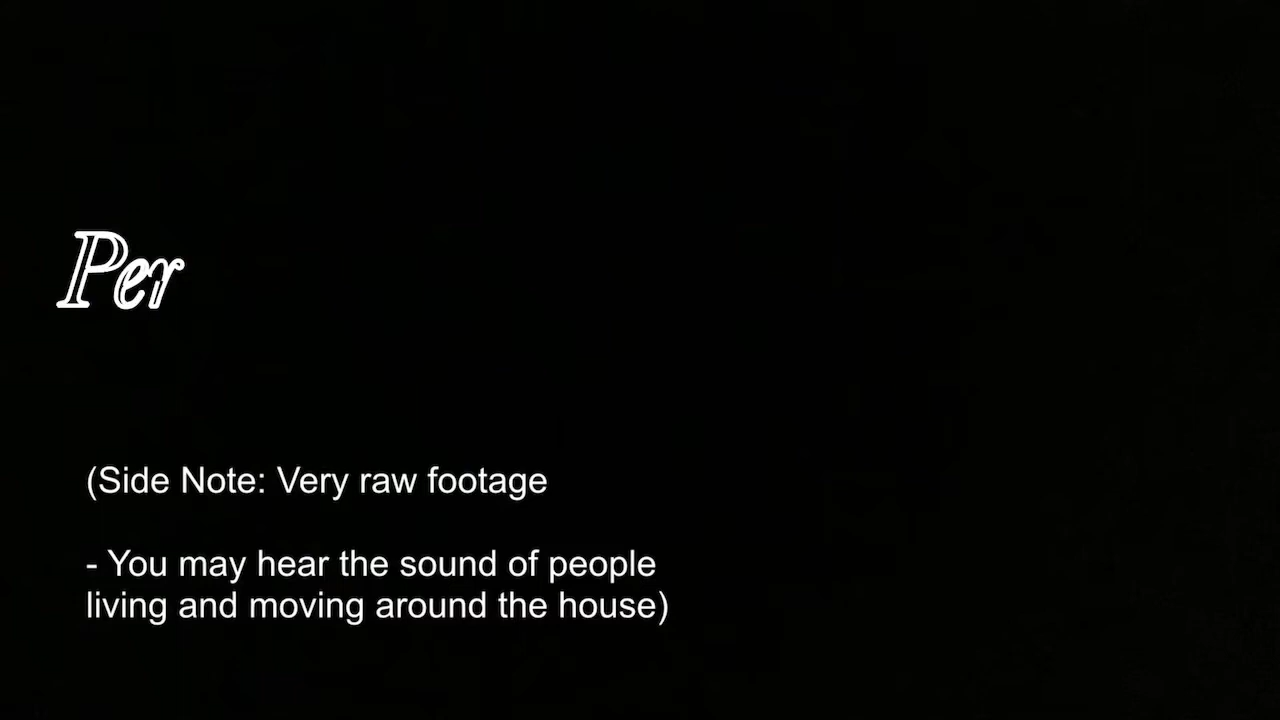 Per
(Side Note: Very raw footage
- You may hear the sound of people
living and moving around the house)